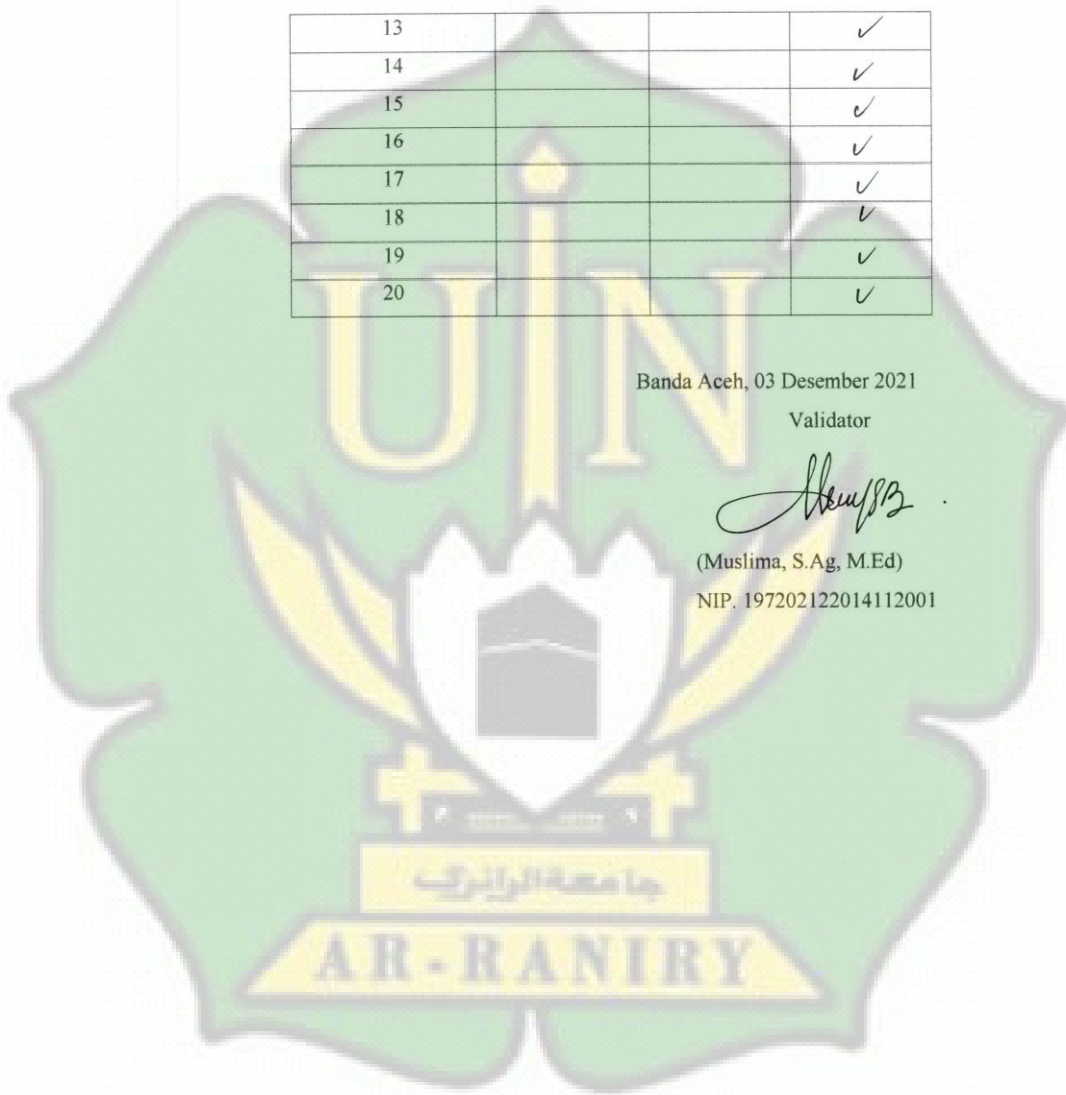 13 ✓
14 ✓
15 ✓
16 ✓
17 ✓
18 ✓
19 ✓
20 ✓
UIN
Banda Aceh, 03 Desember 2021
Validator
(Muslima, S.Ag, M.Ed)
NIP. 197202122014112001
جامعة الرانري
AR-RANIRY